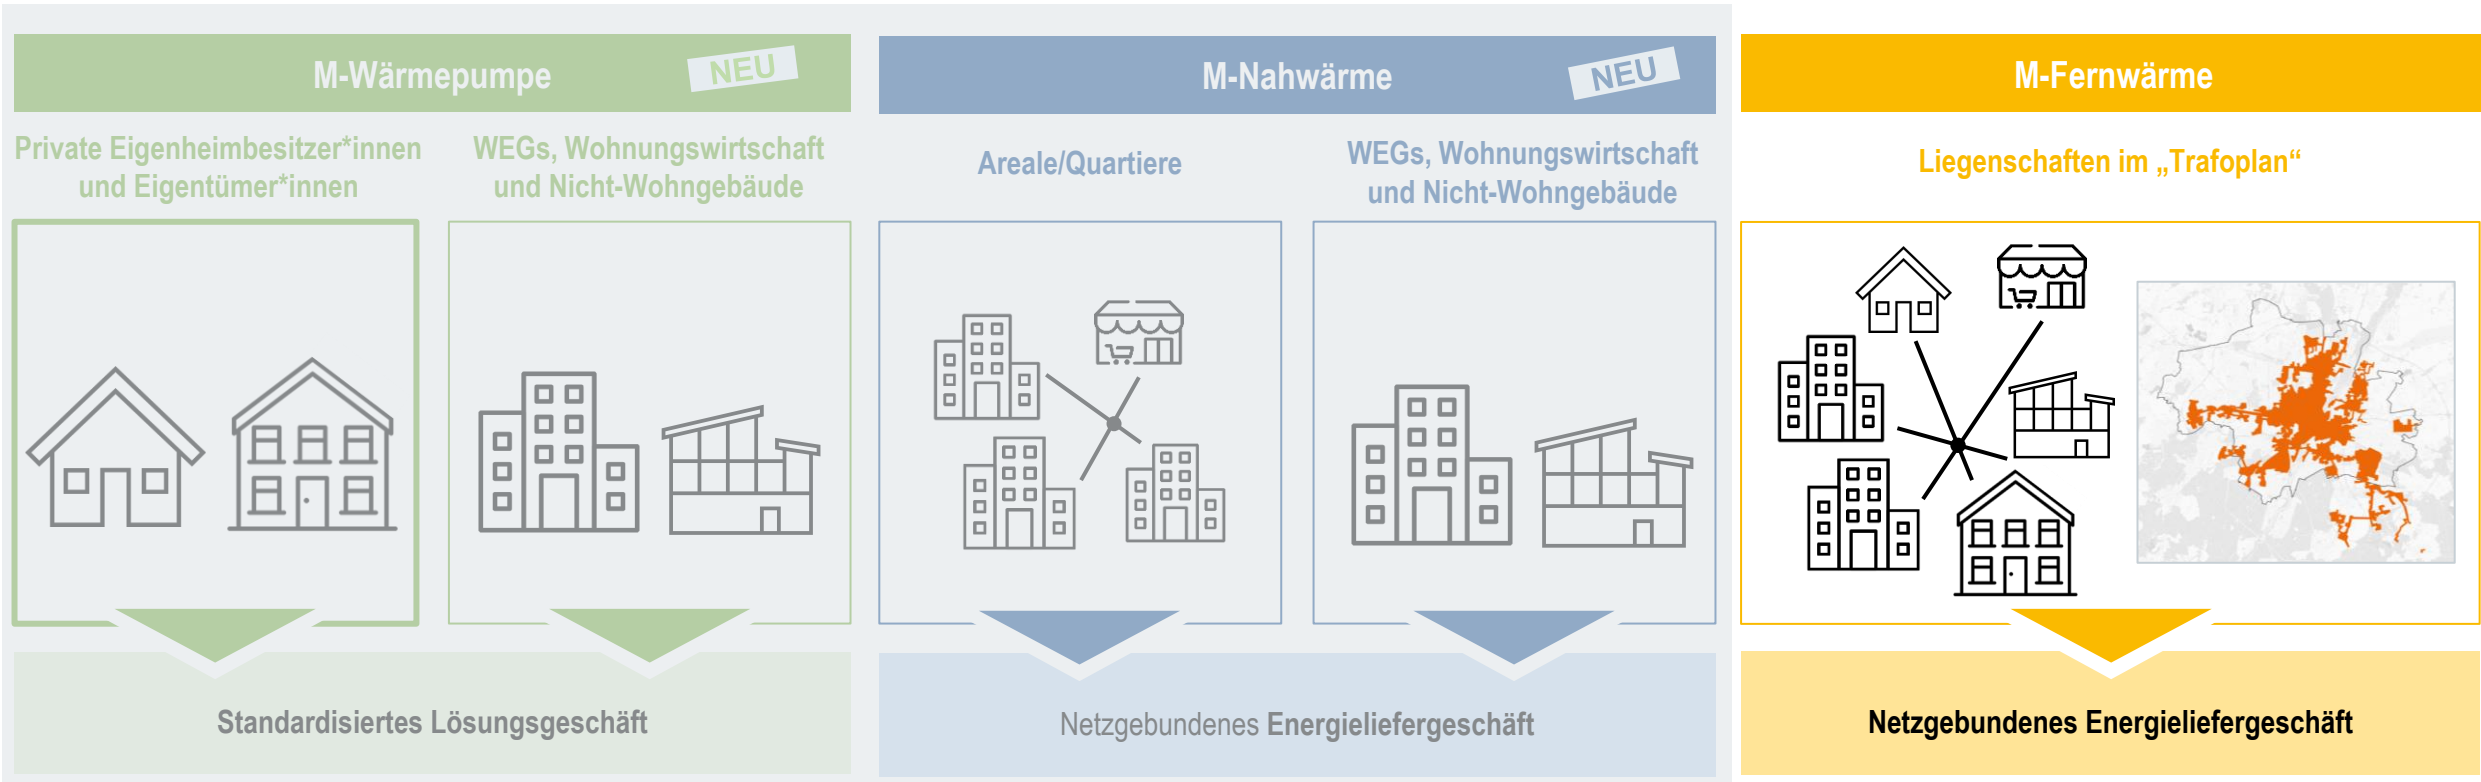 M-Wärmepumpe
NEU
Private Eigenheimbesitzer*innen
und Eigentümer*innen
WEGs, Wohnungswirtschaft
und Nicht-Wohngebäude
Standardisiertes Lösungsgeschäft
M-Nahwärme
NEU
Areale/Quartiere
WEGs, Wohnungswirtschaft
und Nicht-Wohngebäude
Netzgebundenes Energieliefergeschäft
M-Fernwärme
Liegenschaften im „Trafoplan“
Netzgebundenes Energieliefergeschäft